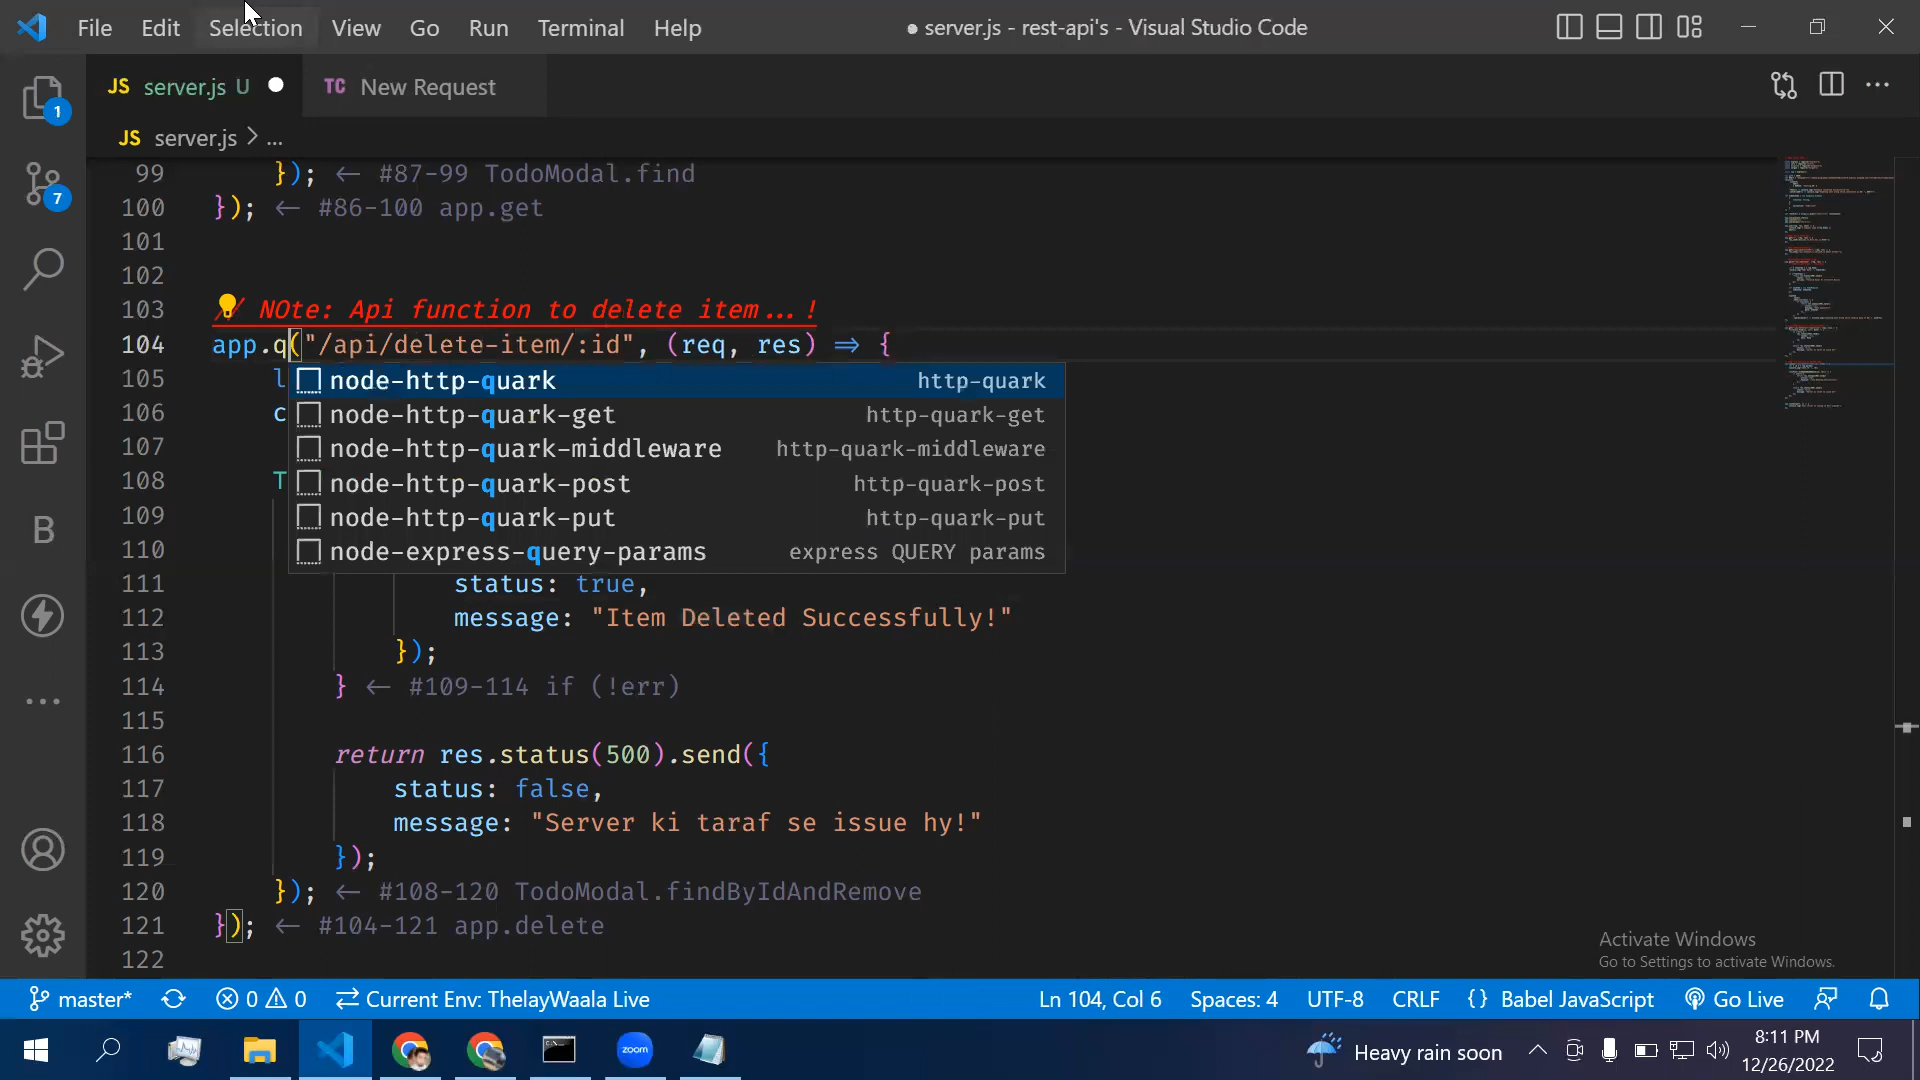 File Edit Selection View Go Run Terminal Help ● server.js - rest-api's - Visual Studio Code
JS server.js U ● TC New Request
JS server.js > ...
99 }); ← #87-99 TodoModal.find
100 }); ← #86-100 app.get
101
102
103 // NOte: Api function to delete item...!
104 app.q("/api/delete-item/:id", (req, res) => {
105 l
106 c
107
108 T
109
110
node-http-quark http-quark
node-http-quark-get http-quark-get
node-http-quark-middleware http-quark-middleware
node-http-quark-post http-quark-post
node-http-quark-put http-quark-put
node-express-query-params express QUERY params
111 status: true,
112 message: "Item Deleted Successfully!"
113 });
114 } ← #109-114 if (!err)
115
116 return res.status(500).send({
117 status: false,
118 message: "Server ki taraf se issue hy!"
119 });
120 }); ← #108-120 TodoModal.findByIdAndRemove
121 }); ← #104-121 app.delete
122
1
7
B
Activate Windows
Go to Settings to activate Windows.
master* 0 0 Current Env: ThelayWaala Live Ln 104, Col 6 Spaces: 4 UTF-8 CRLF {} Babel JavaScript Go Live
zoom Heavy rain soon 8:11 PM
12/26/2022